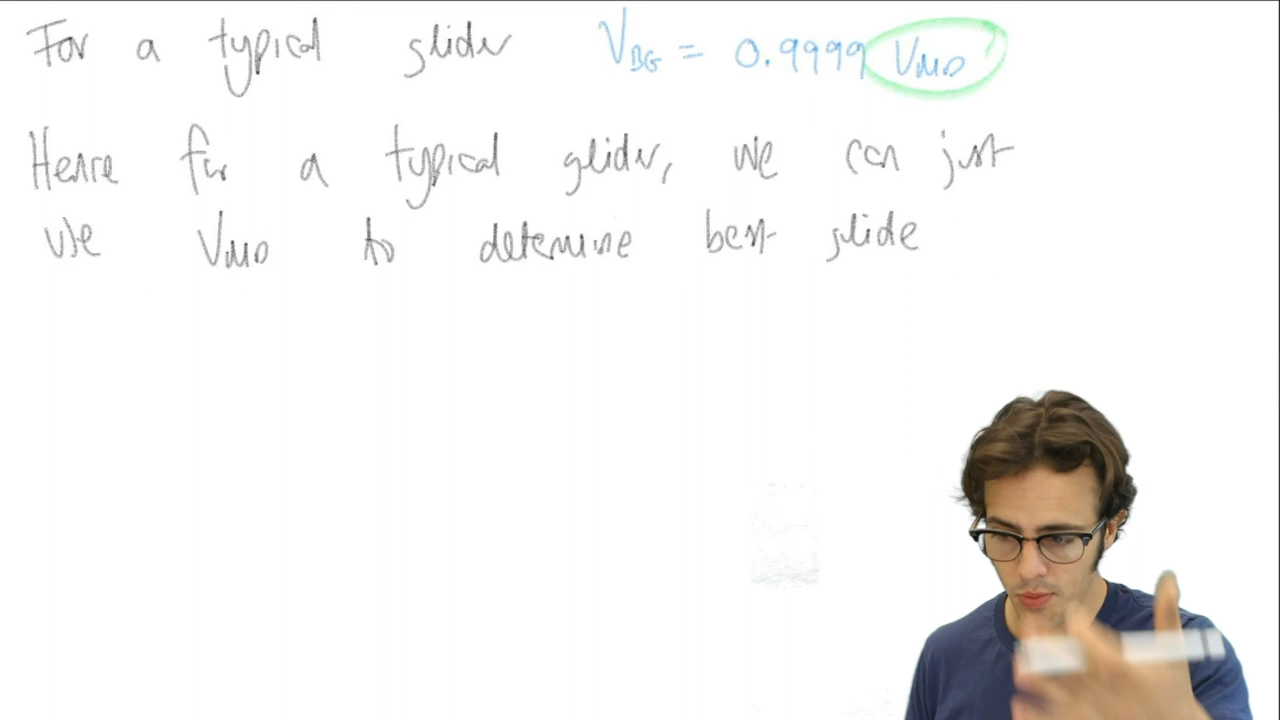 For a typical glider V_BG = 0.9999 V_MD
Hence for a typical glider, we can just
use V_MD to determine best glide